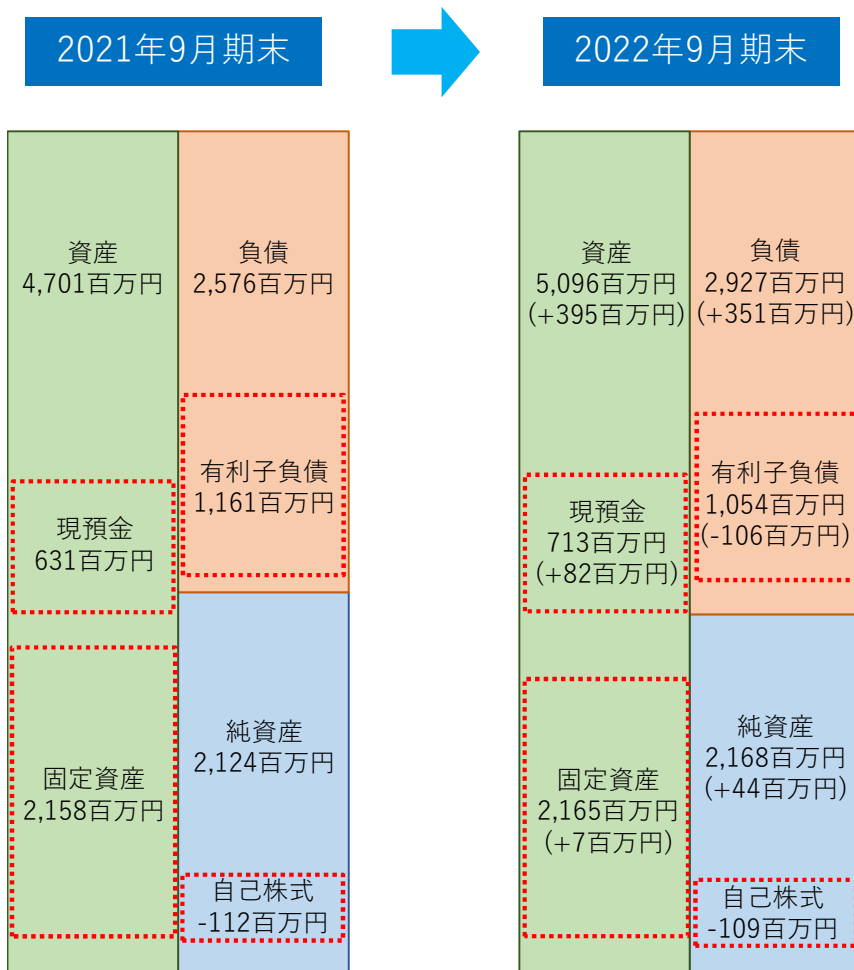 2021年9月期末
2022年9月期末
資産
4,701百万円
負債
2,576百万円
有利子負債
1,161百万円
現預金
631百万円
純資産
2,124百万円
固定資産
2,158百万円
自己株式
-112百万円
資産
5,096百万円
(+395百万円)
負債
2,927百万円
(+351百万円)
有利子負債
1,054百万円
(-106百万円)
現預金
713百万円
(+82百万円)
純資産
2,168百万円
(+44百万円)
固定資産
2,165百万円
(+7百万円)
自己株式
-109百万円